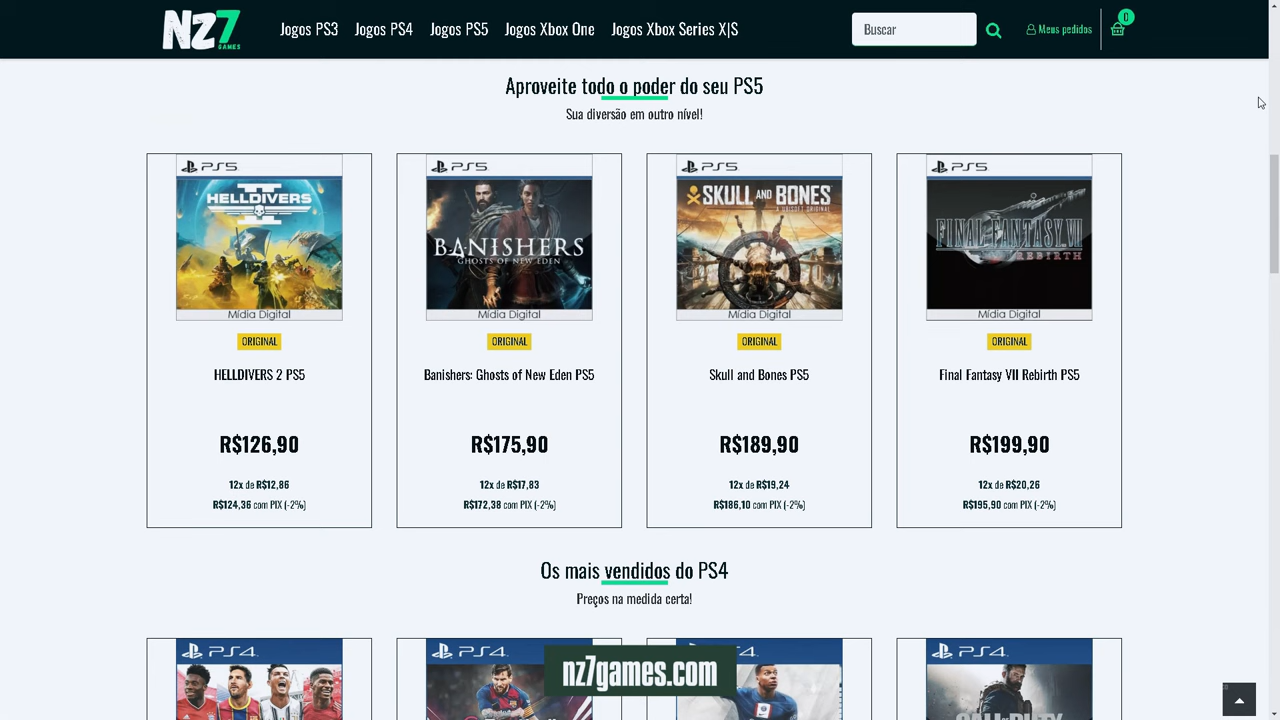 NZ7
GAMES
Jogos PS3
Jogos PS4
Jogos PS5
Jogos Xbox One
Jogos Xbox Series X|S
Buscar
Meus pedidos
0
Aproveite todo o poder do seu PS5
Sua diversão em outro nível!
PS5
HELLDIVERS
II
Mídia Digital
ORIGINAL
HELLDIVERS 2 PS5
R$126,90
12x de R$12,86
R$124,36 com PIX (-2%)
PS5
BANISHERS
GHOSTS OF NEW EDEN
Mídia Digital
ORIGINAL
Banishers: Ghosts of New Eden PS5
R$175,90
12x de R$17,83
R$172,38 com PIX (-2%)
PS5
SKULL AND BONES
A UBISOFT ORIGINAL
Mídia Digital
ORIGINAL
Skull and Bones PS5
R$189,90
12x de R$19,24
R$186,10 com PIX (-2%)
PS5
FINAL FANTASY VII
REBIRTH
Mídia Digital
ORIGINAL
Final Fantasy VII Rebirth PS5
R$199,90
12x de R$20,26
R$195,90 com PIX (-2%)
Os mais vendidos do PS4
Preços na medida certa!
PS4
PS4
PS4
PS4
CALL OF DUTY
nz7games.com